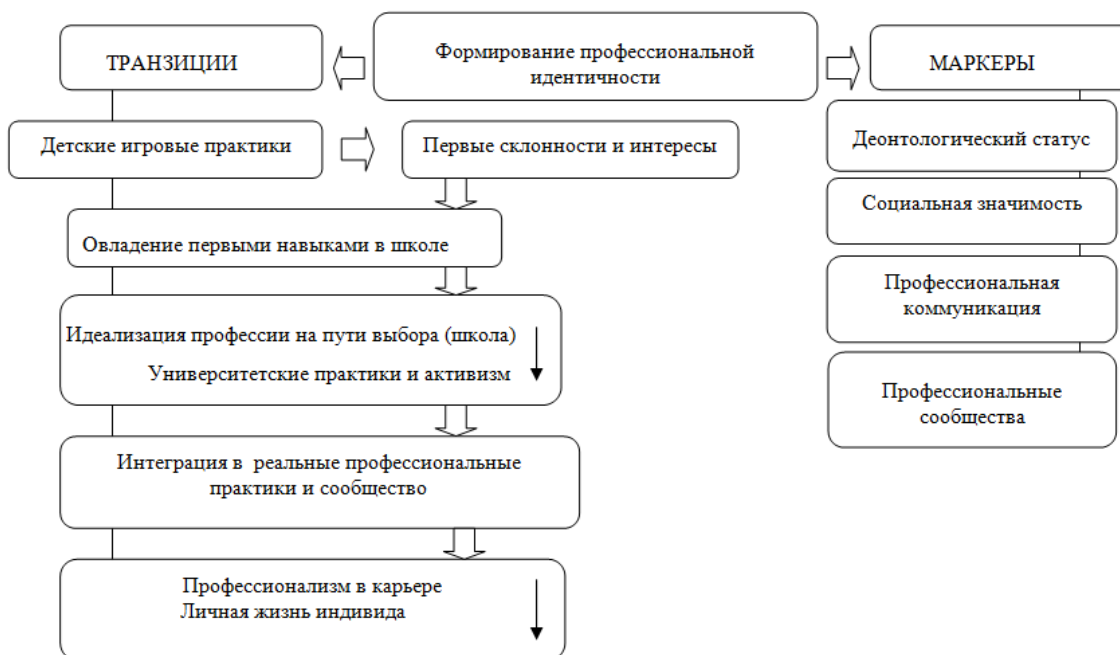 ТРАНЗИЦИИ
Формирование профессиональной
идентичности
МАРКЕРЫ
Детские игровые практики
Первые склонности и интересы
Деонтологический статус
Социальная значимость
Овладение первыми навыками в школе
Профессиональная
коммуникация
Идеализация профессии на пути выбора (школа)
Университетские практики и активизм
Профессиональные
сообщества
Интеграция в реальные профессиональные
практики и сообщество
Профессионализм в карьере
Личная жизнь индивида